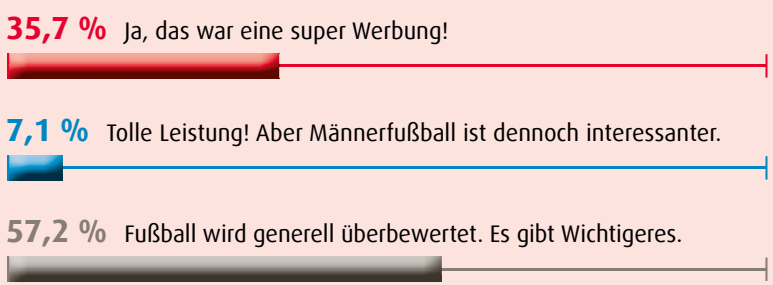 35,7 % Ja, das war eine super Werbung!
7,1 % Tolle Leistung! Aber Männerfußball ist dennoch interessanter.
57,2 % Fußball wird generell überbewertet. Es gibt Wichtigeres.